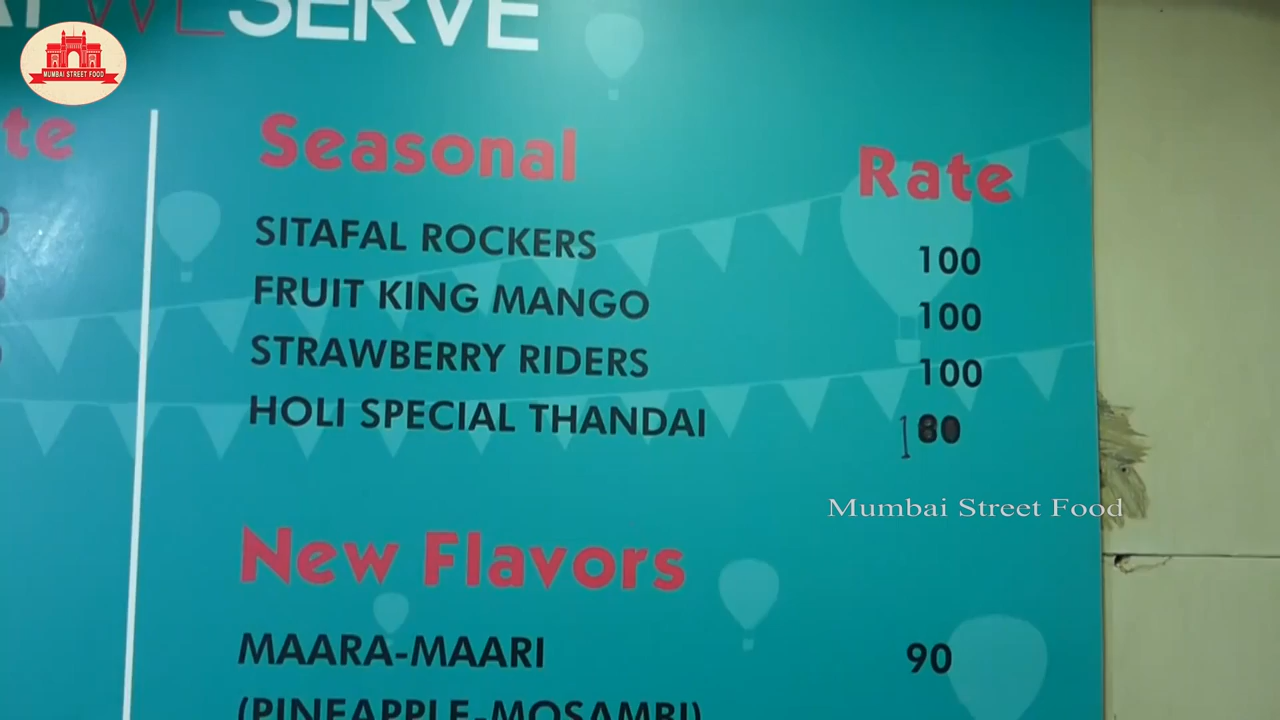 WE SERVE
MUMBAI STREET FOOD
Seasonal Rate
SITAFAL ROCKERS 100
FRUIT KING MANGO 100
STRAWBERRY RIDERS 100
HOLI SPECIAL THANDAI
Mumbai Street Food
New Flavors
MAARA-MAARI 90
(PINEAPPLE-MOSAMBI)